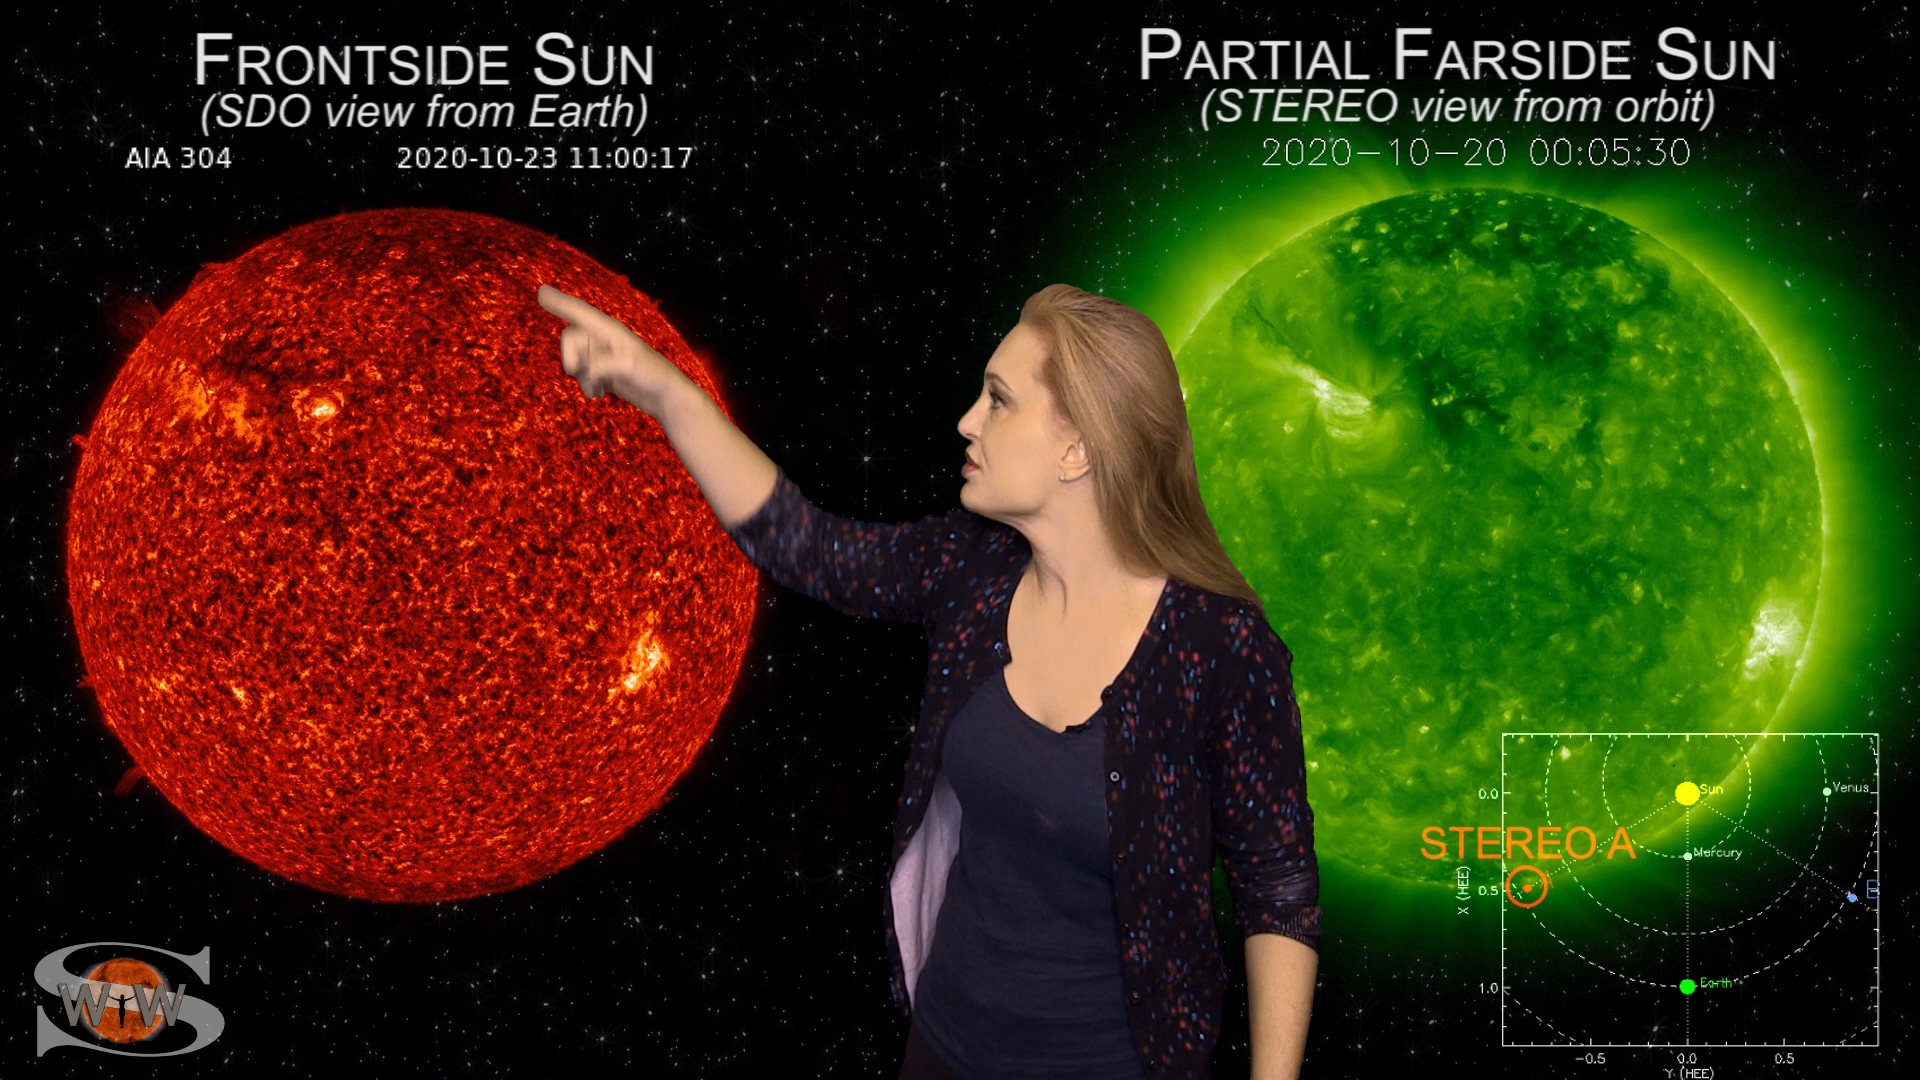 FRONTSIDE SUN
(SDO view from Earth)
AIA 304 2020-10-23 11:00:17
PARTIAL FARSIDE SUN
(STEREO view from orbit)
2020-10-20 00:05:30
Sun
Venus
0.0
STEREO A
Mercury
A
B
0.5
X (HEE)
Earth
1.0
-0.5 0.0 0.5
Y (HEE)
S
WW